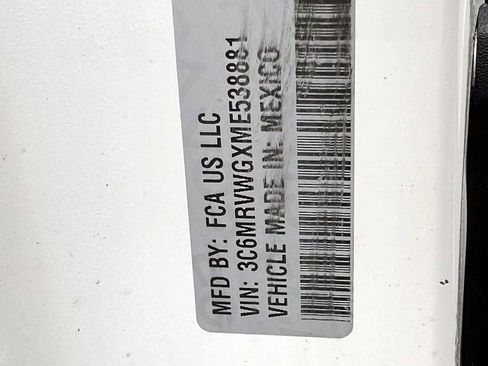 MFD BY: FCA US LLC
VIN: 3C6MRVWGXME538881
VEHICLE MADE IN: MEXICO